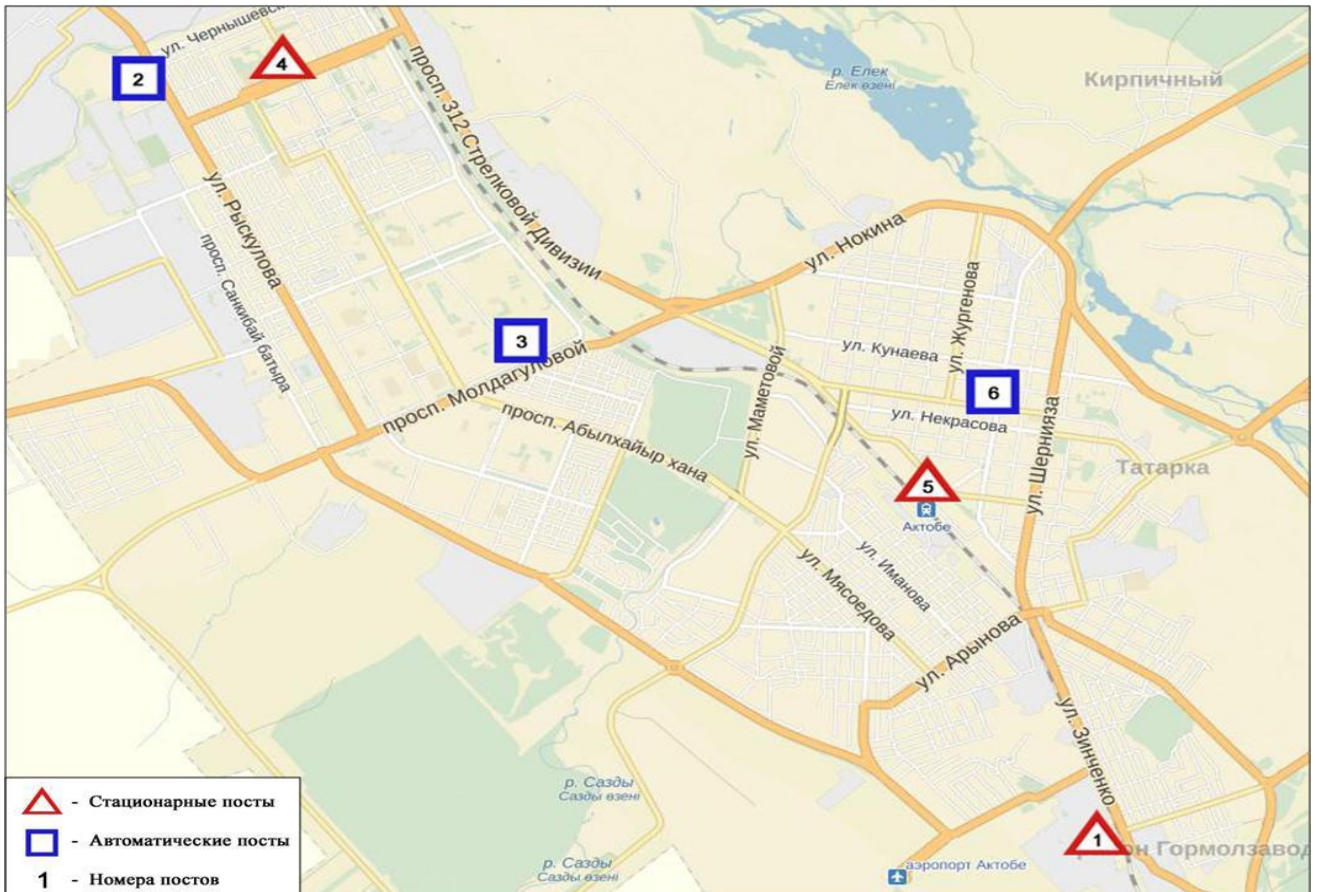 ул. Чернышевск
4
2
просп. 312 Стрелковой Дивизии
р. Елек
Елек өзені
Кирпичный
ул. Рыскулова
просп. Санкибай батыра
ул. Нокина
ул. Жургенова
3
ул. Кунаева
просп. Молдагуловой
6
ул. Маметовой
ул. Некрасова
ул. Шернияза
просп. Абылхайыр хана
Татарка
5
Актобе
ул. Мясоедова
ул. Иманова
ул. Арынова
ул. Зинченко
р. Сазды
Сазды өзені
1
он Гормолзавод
р. Сазды
Сазды өзені
аэропорт Актобе
- Стационарные посты
- Автоматические посты
1 - Номера постов